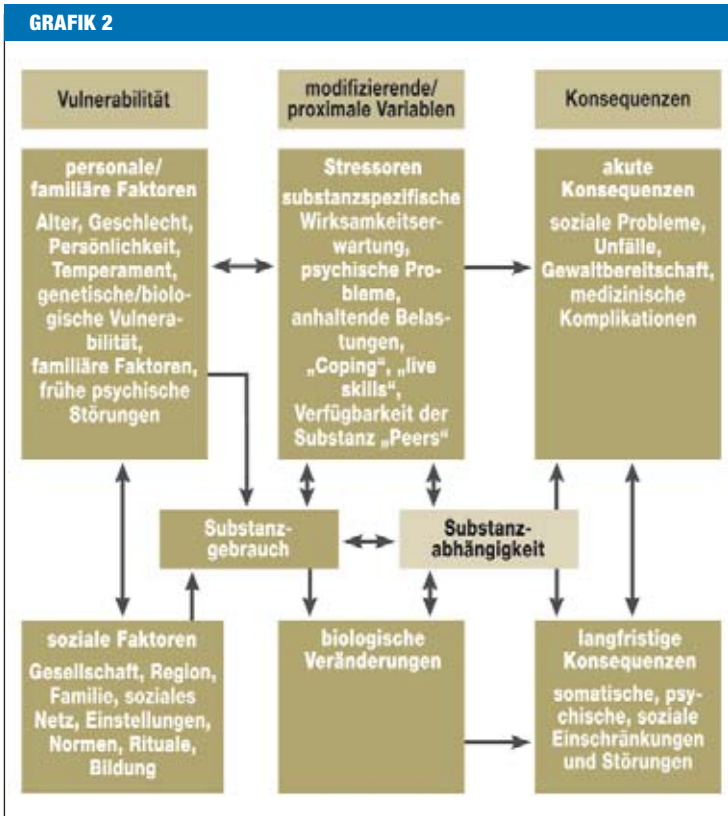 GRAFIK 2
Vulnerabilität
modifizierende/
proximale Variablen
Konsequenzen
personale/
familiäre Faktoren
Alter, Geschlecht,
Persönlichkeit,
Temperament,
genetische/biolo-
gische Vulnera-
bilität,
familiäre Faktoren,
frühe psychische
Störungen
Stressoren
substanzspezifische
Wirksamkeitser-
wartung,
psychische Pro-
bleme,
anhaltende Belas-
tungen,
„Coping“, „live
skills“,
Verfügbarkeit der
Substanz „Peers“
akute
Konsequenzen
soziale Probleme,
Unfälle,
Gewaltbereitschaft,
medizinische
Komplikationen
Substanz-
gebrauch
Substanz-
abhängigkeit
soziale Faktoren
Gesellschaft, Region,
Familie, soziales
Netz, Einstellungen,
Normen, Rituale,
Bildung
biologische
Veränderungen
langfristige
Konsequenzen
somatische, psy-
chische, soziale
Einschränkungen
und Störungen